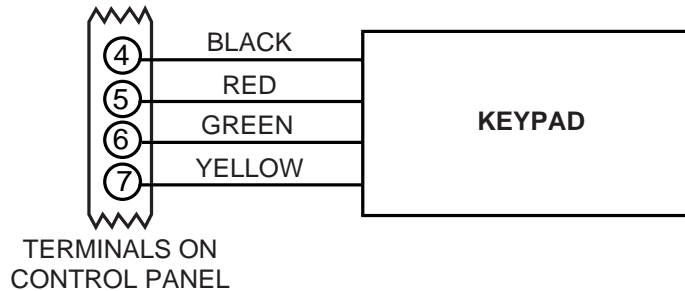 4 BLACK
5 RED
6 GREEN
7 YELLOW
KEYPAD
TERMINALS ON
CONTROL PANEL